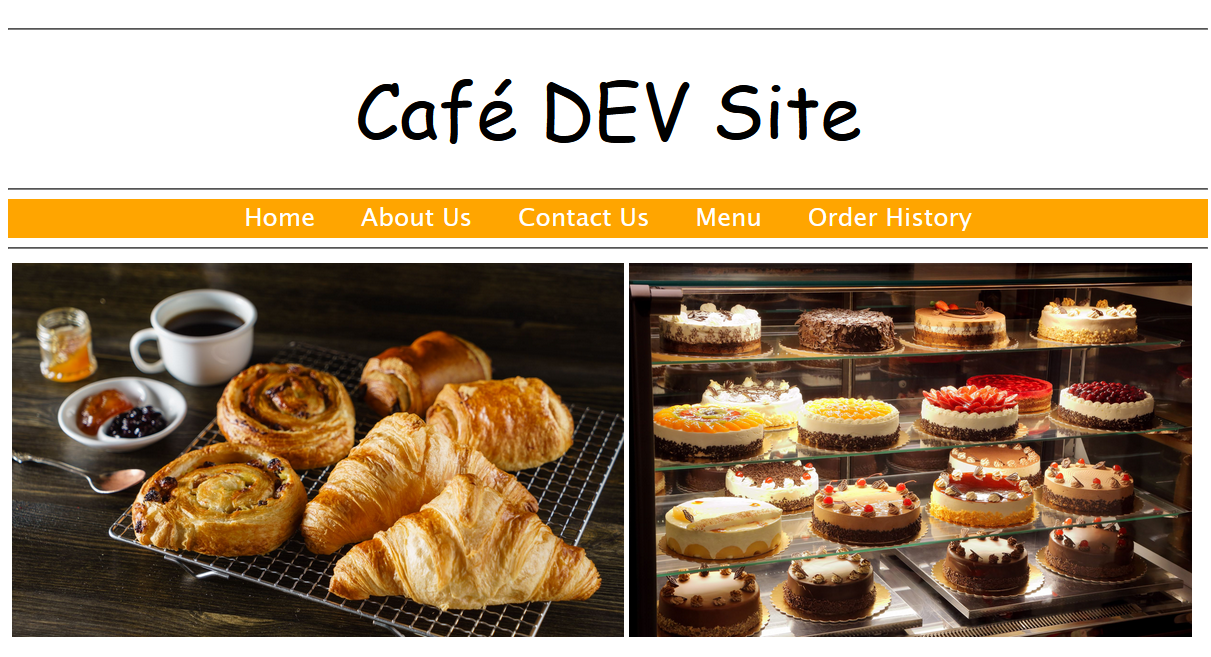 Café DEV Site
Home About Us Contact Us Menu Order History